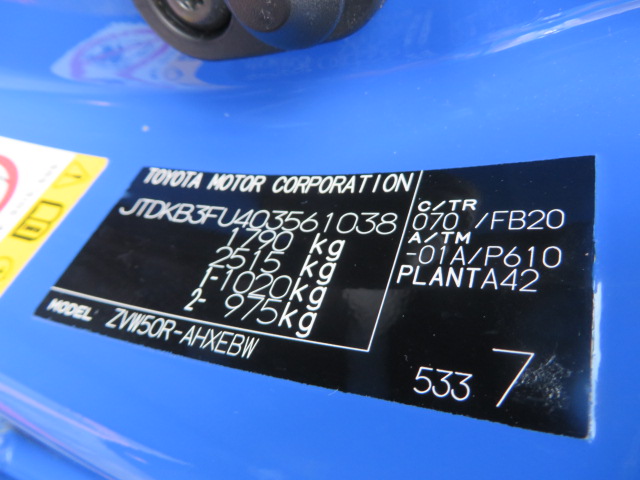 TOYOTA MOTOR CORPORATION
JTDKB3FU403561038
1790 kg
2515 kg
1-1020kg
2- 975kg
MODEL: ZVW50R-AHXEBW
C/TR
070 /FB20
A/TM
-01A/P610
PLANTA42
533 7